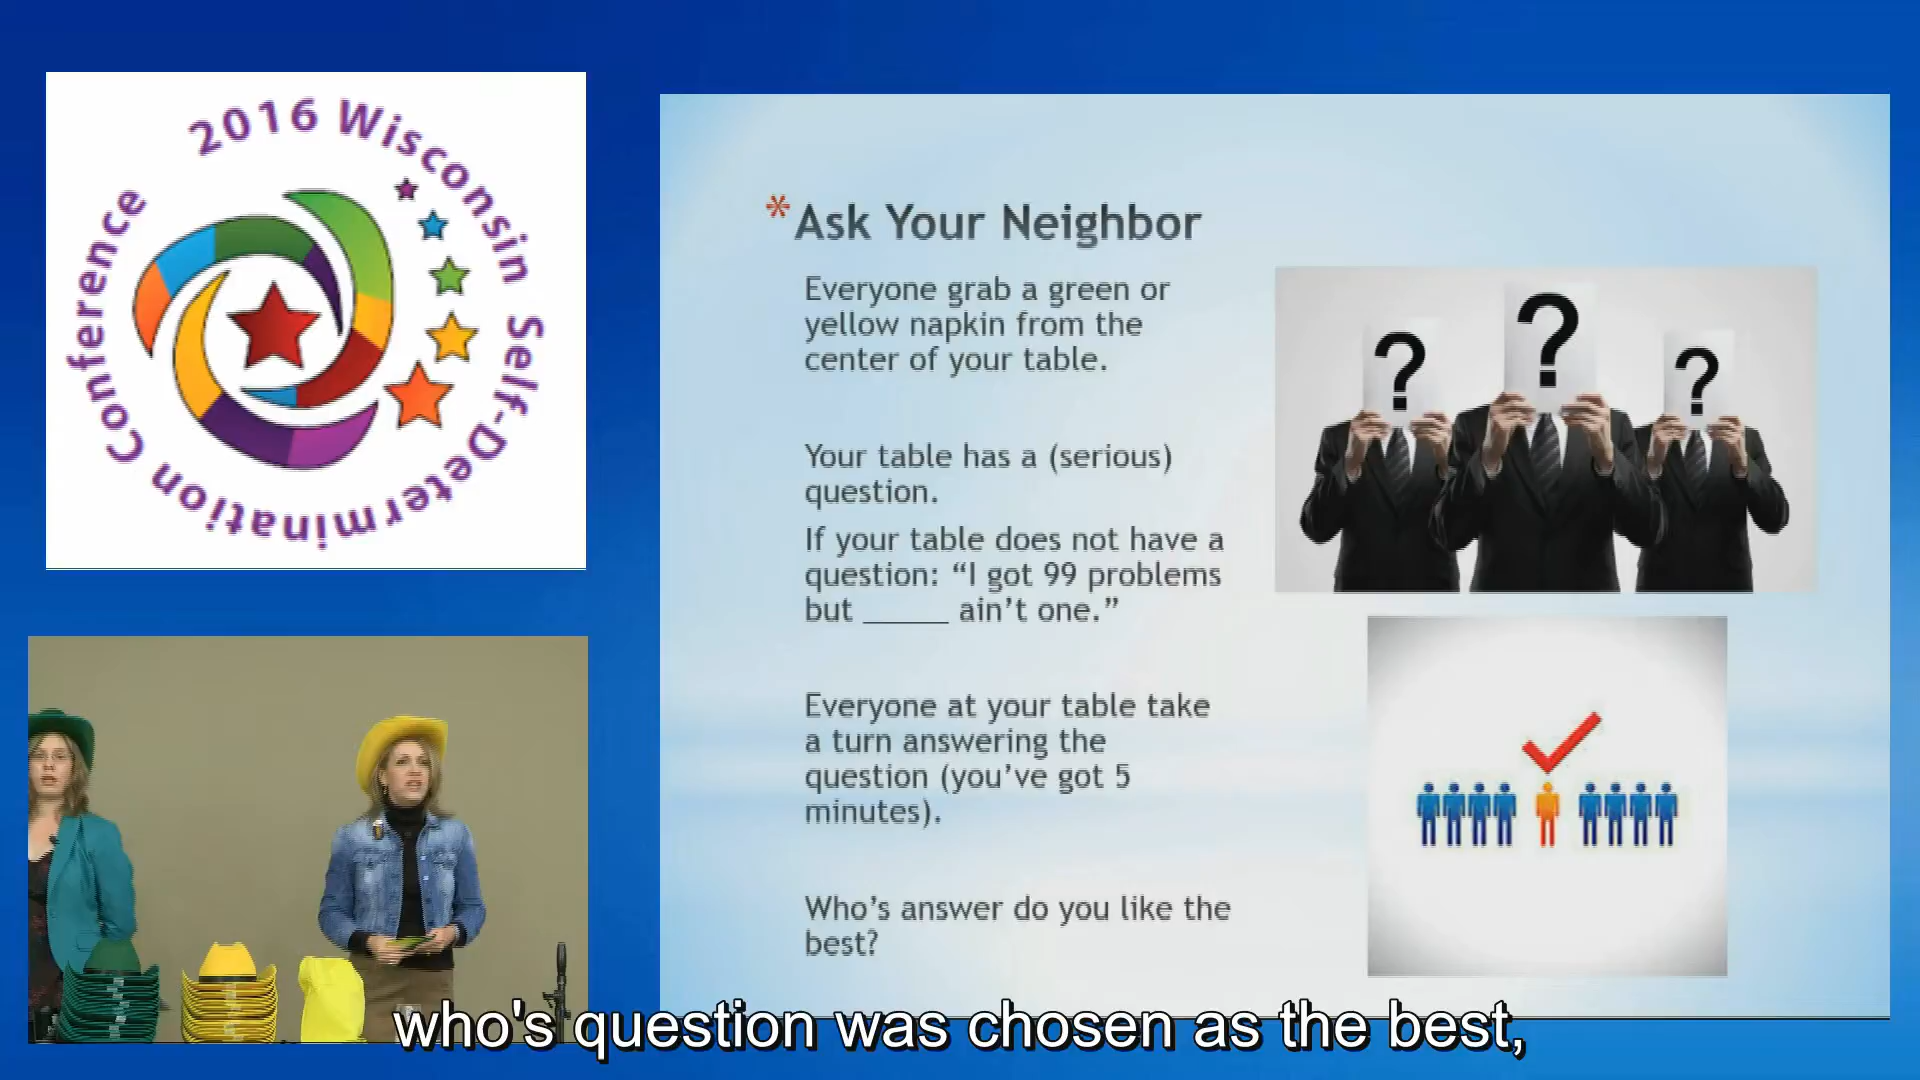 2016 Wisconsin Self-Determination Conference
*Ask Your Neighbor
Everyone grab a green or
yellow napkin from the
center of your table.
Your table has a (serious)
question.
If your table does not have a
question: “I got 99 problems
but _____ ain’t one.”
Everyone at your table take
a turn answering the
question (you’ve got 5
minutes).
Who’s answer do you like the
best?
?
?
?
who's question was chosen as the best,